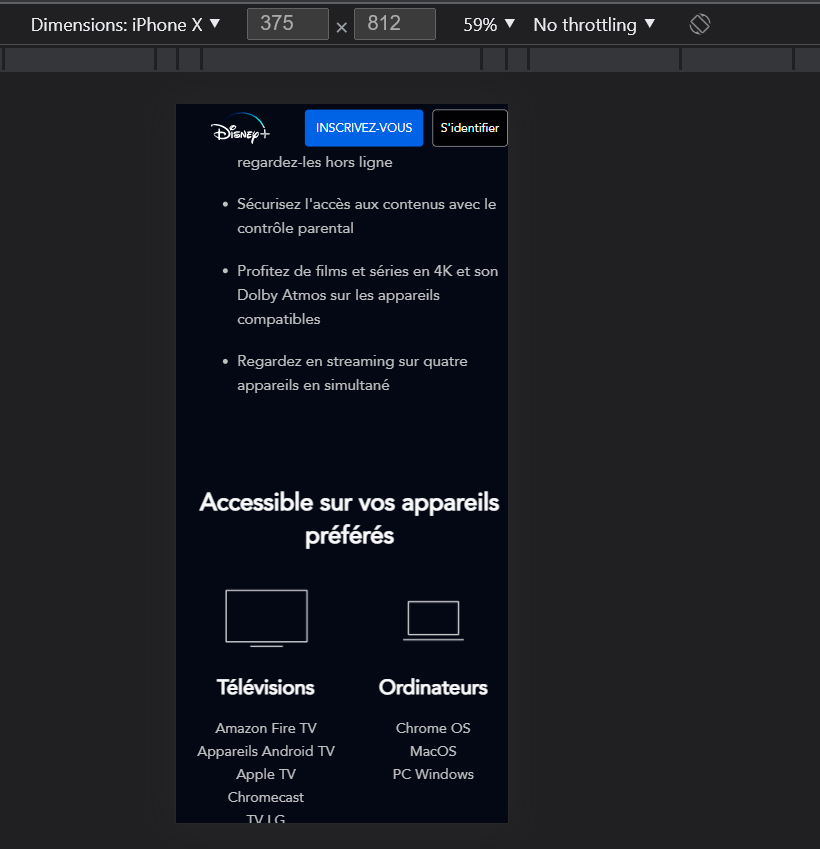 Dimensions: iPhone X ▼ 375 × 812 59% ▼ No throttling ▼
Disney+ INSCRIVEZ-VOUS S'identifier
regardez-les hors ligne
• Sécurisez l'accès aux contenus avec le
contrôle parental
• Profitez de films et séries en 4K et son
Dolby Atmos sur les appareils
compatibles
• Regardez en streaming sur quatre
appareils en simultané
Accessible sur vos appareils
préférés
Télévisions
Ordinateurs
Amazon Fire TV
Appareils Android TV
Apple TV
Chromecast
TV LG
Chrome OS
MacOS
PC Windows